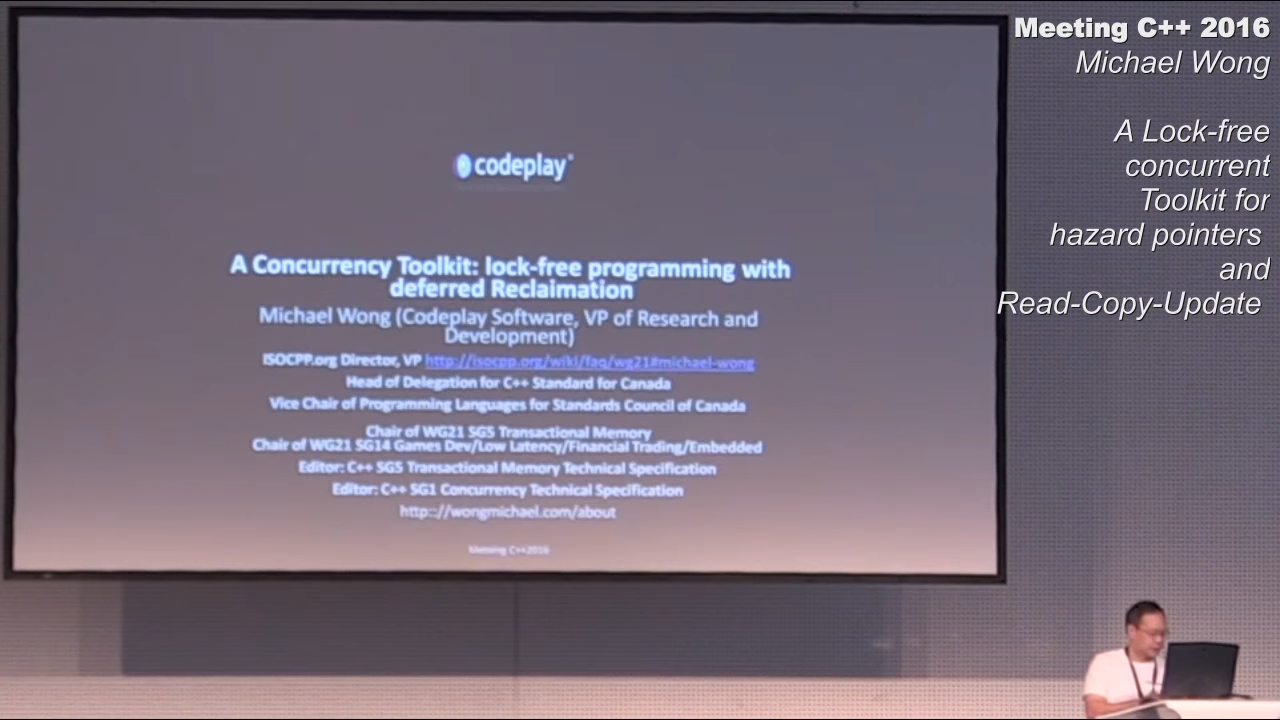 codeplay®
A Concurrency Toolkit: lock-free programming with
deferred Reclaimation
Michael Wong (Codeplay Software, VP of Research and
Development)
ISOCPP.org Director, VP http://isocpp.org/wiki/faq/wg21#michael-wong
Head of Delegation for C++ Standard for Canada
Vice Chair of Programming Languages for Standards Council of Canada
Chair of WG21 SG5 Transactional Memory
Chair of WG21 SG14 Games Dev/Low Latency/Financial Trading/Embedded
Editor: C++ SG5 Transactional Memory Technical Specification
Editor: C++ SG1 Concurrency Technical Specification
http:://wongmichael.com/about
Meeting C++2016
Meeting C++ 2016
Michael Wong
A Lock-free
concurrent
Toolkit for
hazard pointers
and
Read-Copy-Update